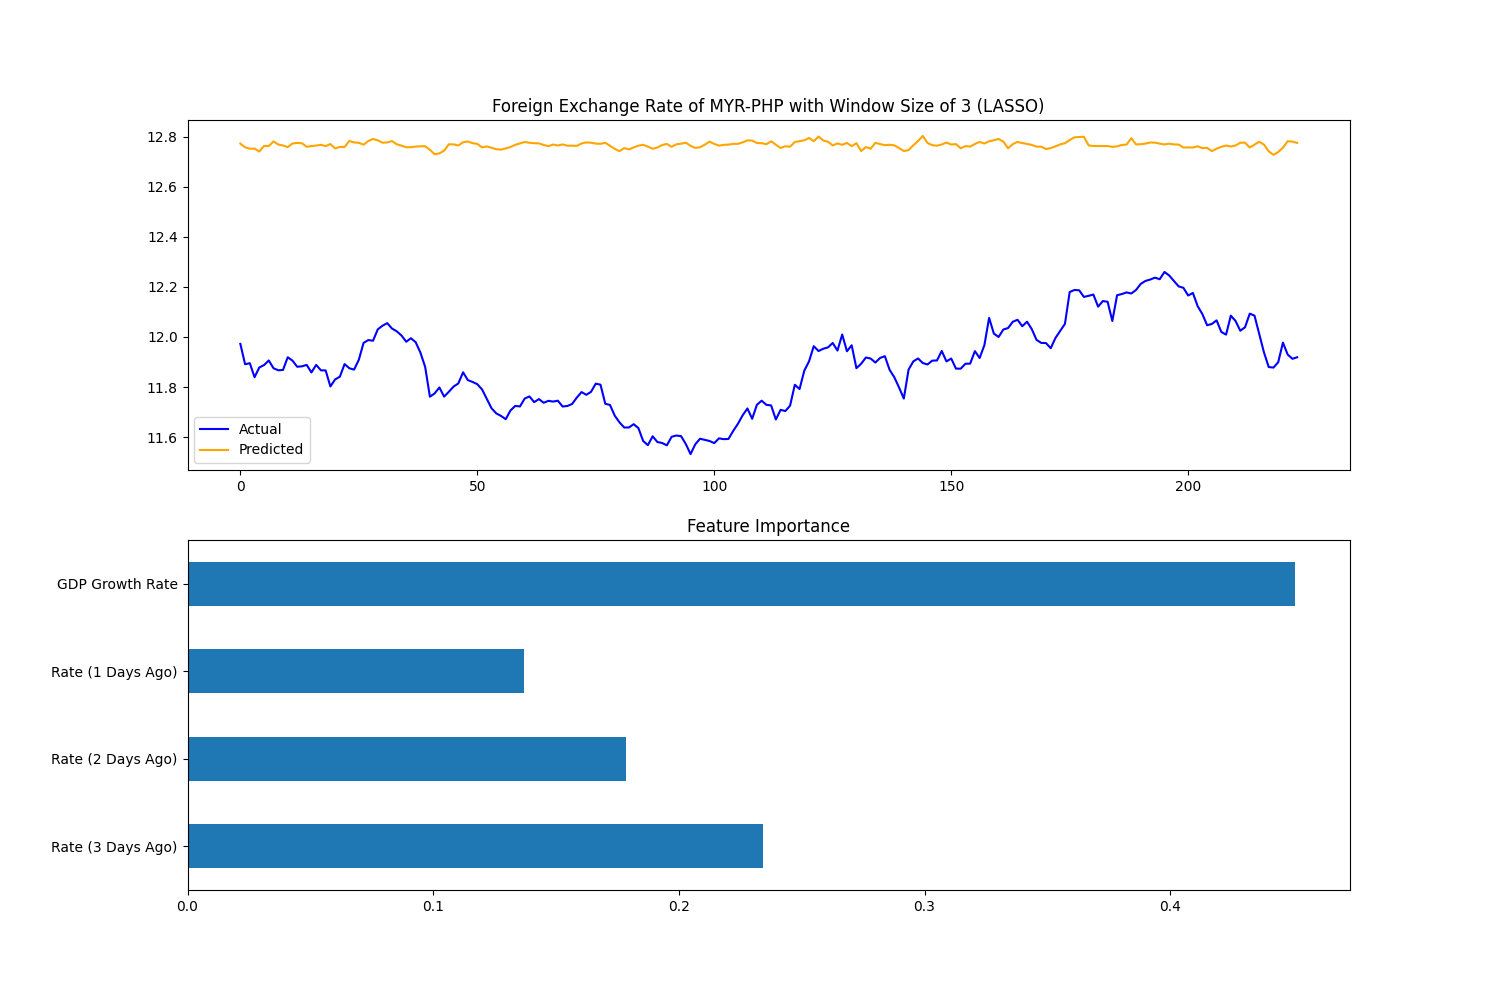 Foreign Exchange Rate of MYR-PHP with Window Size of 3 (LASSO)
12.8
12.6
12.4
12.2
12.0
11.8
11.6
Actual
Predicted
0 50 100 150 200
Feature Importance
GDP Growth Rate
Rate (1 Days Ago)
Rate (2 Days Ago)
Rate (3 Days Ago)
0.0 0.1 0.2 0.3 0.4